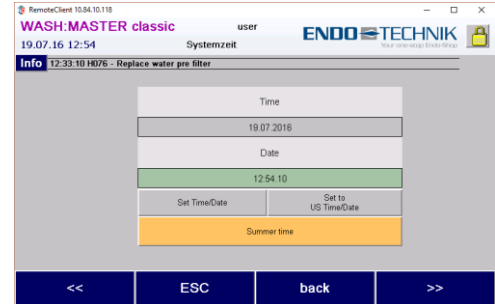 RemoteClient 10.84.10.118
WASH:MASTER classic user
ENDO TECHNIK
Your one-stop Endo-Shop
19.07.16 12:54 Systemzeit
Info 12:33:10 H076 - Replace water pre filter
Time
19.07.2016
Date
12:54.10
Set Time/Date
Set to
US Time/Date
Summer time
<< ESC back >>